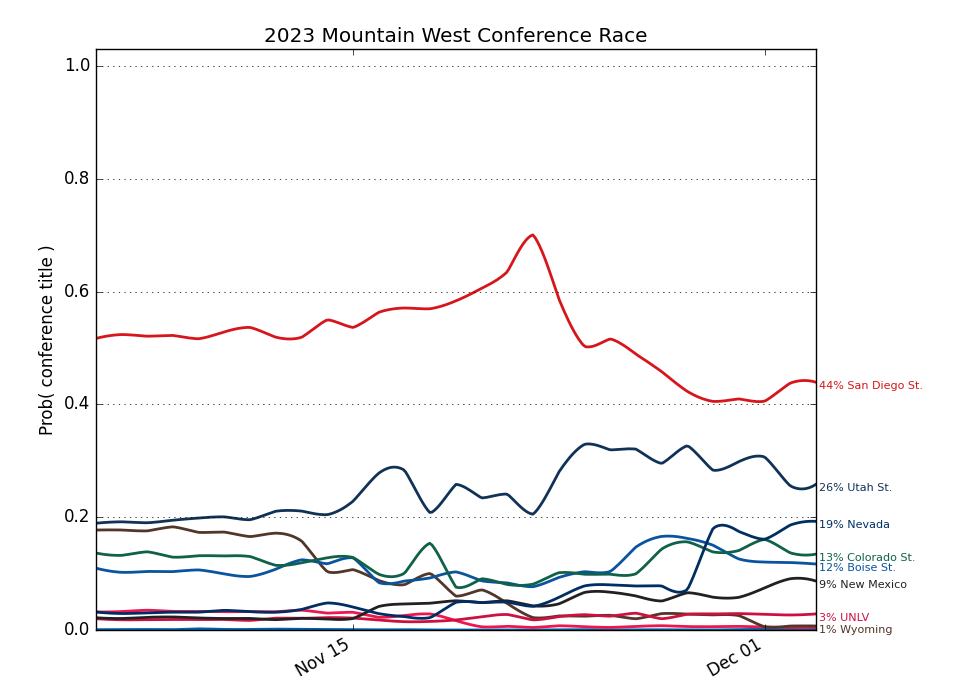 2023 Mountain West Conference Race
Prob( conference title )
1.0
0.8
0.6
0.4
0.2
0.0
Nov 15
Dec 01
44% San Diego St.
26% Utah St.
19% Nevada
13% Colorado St.
12% Boise St.
9% New Mexico
3% UNLV
1% Wyoming